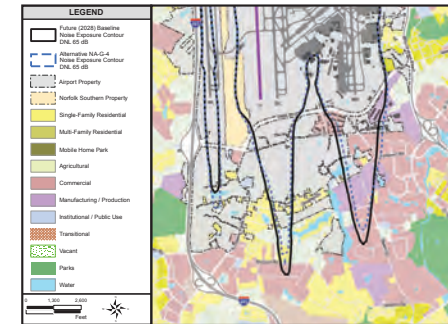 LEGEND
Future (2028) Baseline
Noise Exposure Contour
DNL 65 dB
Alternative NA-G-4
Noise Exposure Contour
DNL 65 dB
Airport Property
Norfolk Southern Property
Single-Family Residential
Multi-Family Residential
Mobile Home Park
Agricultural
Commercial
Manufacturing / Production
Institutional / Public Use
Transitional
Vacant
Parks
Water
0 1,300 2,600
Feet